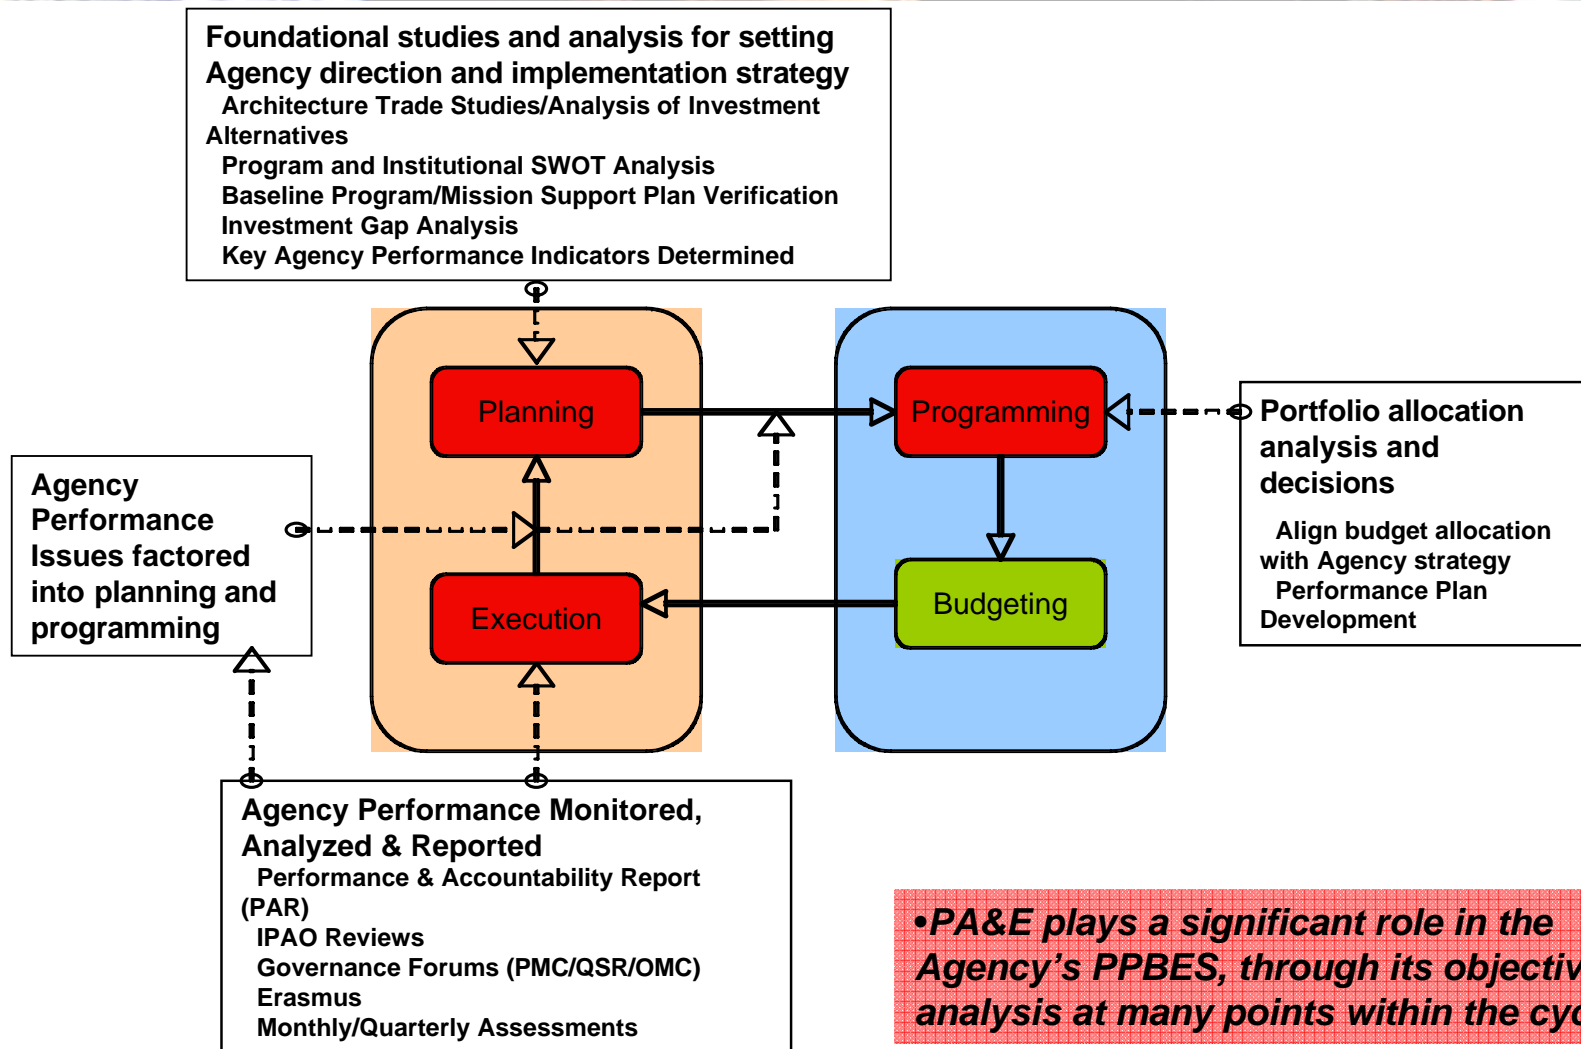 Foundational studies and analysis for setting
Agency direction and implementation strategy
Architecture Trade Studies/Analysis of Investment
Alternatives
Program and Institutional SWOT Analysis
Baseline Program/Mission Support Plan Verification
Investment Gap Analysis
Key Agency Performance Indicators Determined
Planning
Programming
Portfolio allocation
analysis and
decisions
Align budget allocation
with Agency strategy
Performance Plan
Development
Agency
Performance
Issues factored
into planning and
programming
Execution
Budgeting
Agency Performance Monitored,
Analyzed & Reported
Performance & Accountability Report
(PAR)
IPAO Reviews
Governance Forums (PMC/QSR/OMC)
Erasmus
Monthly/Quarterly Assessments
•PA&E plays a significant role in the
Agency’s PPBES, through its objectiv
analysis at many points within the cyc